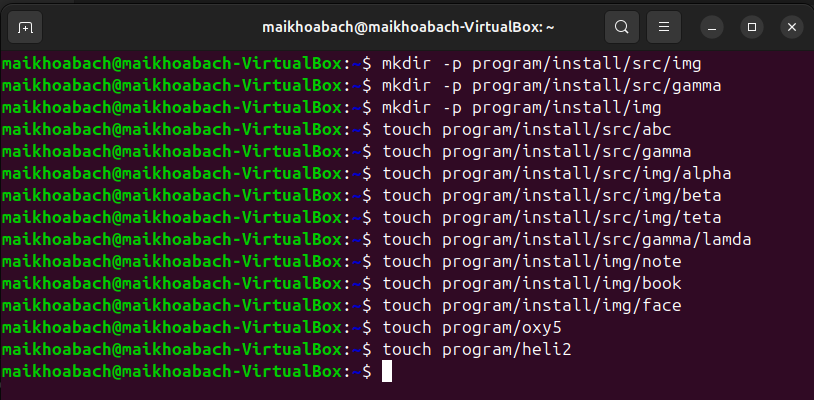 maikhoabach@maikhoabach-VirtualBox: ~
maikhoabach@maikhoabach-VirtualBox:~$ mkdir -p program/install/src/img
maikhoabach@maikhoabach-VirtualBox:~$ mkdir -p program/install/src/gamma
maikhoabach@maikhoabach-VirtualBox:~$ mkdir -p program/install/img
maikhoabach@maikhoabach-VirtualBox:~$ touch program/install/src/abc
maikhoabach@maikhoabach-VirtualBox:~$ touch program/install/src/gamma
maikhoabach@maikhoabach-VirtualBox:~$ touch program/install/src/img/alpha
maikhoabach@maikhoabach-VirtualBox:~$ touch program/install/src/img/beta
maikhoabach@maikhoabach-VirtualBox:~$ touch program/install/src/img/teta
maikhoabach@maikhoabach-VirtualBox:~$ touch program/install/src/gamma/lamda
maikhoabach@maikhoabach-VirtualBox:~$ touch program/install/img/note
maikhoabach@maikhoabach-VirtualBox:~$ touch program/install/img/book
maikhoabach@maikhoabach-VirtualBox:~$ touch program/install/img/face
maikhoabach@maikhoabach-VirtualBox:~$ touch program/oxy5
maikhoabach@maikhoabach-VirtualBox:~$ touch program/heli2
maikhoabach@maikhoabach-VirtualBox:~$